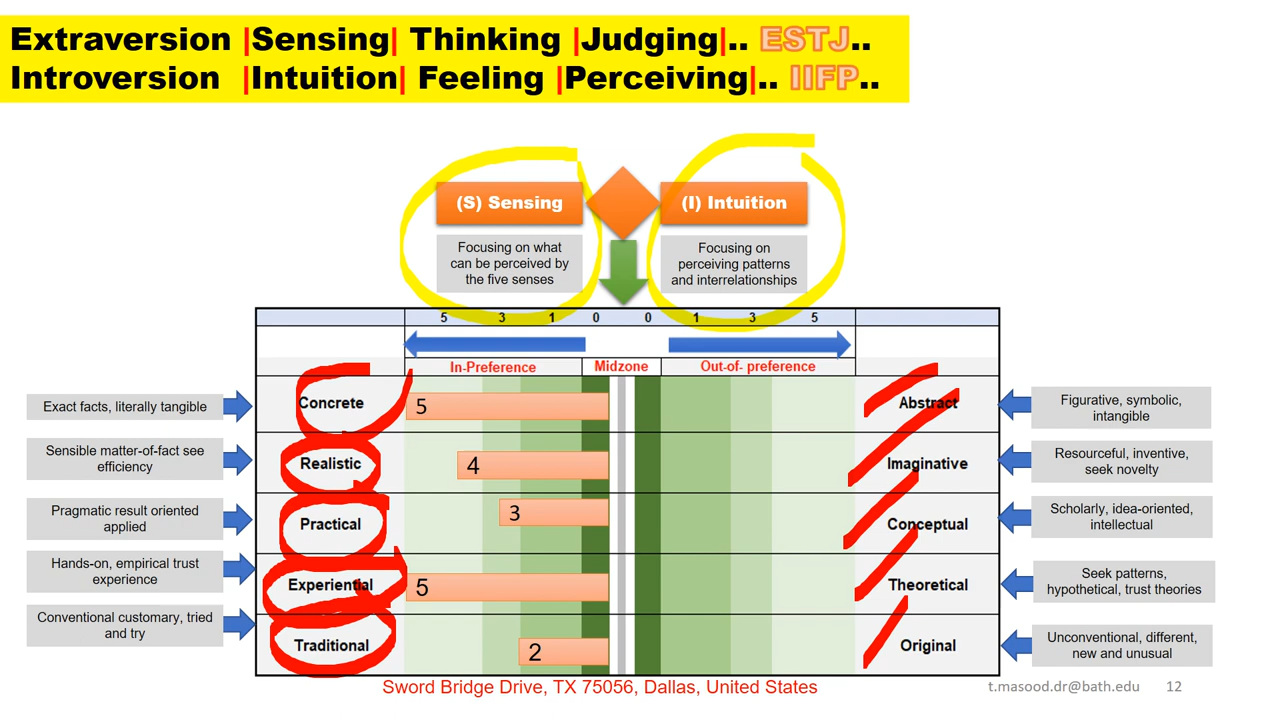 Extraversion |Sensing| Thinking |Judging|.. ESTJ..
Introversion |Intuition| Feeling |Perceiving|.. IIFP..
(S) Sensing
(I) Intuition
Focusing on what
can be perceived by
the five senses
Focusing on
perceiving patterns
and interrelationships
5 3 1 0 0 1 3 5
In-Preference Midzone Out-of- preference
Exact facts, literally tangible
Concrete
5
Abstract
Figurative, symbolic,
intangible
Sensible matter-of-fact see
efficiency
Realistic
4
Imaginative
Resourceful, inventive,
seek novelty
Pragmatic result oriented
applied
Practical
3
Conceptual
Scholarly, idea-oriented,
intellectual
Hands-on, empirical trust
experience
Experiential
5
Theoretical
Seek patterns,
hypothetical, trust theories
Conventional customary, tried
and try
Traditional
2
Original
Unconventional, different,
new and unusual
Sword Bridge Drive, TX 75056, Dallas, United States
t.masood.dr@bath.edu 12